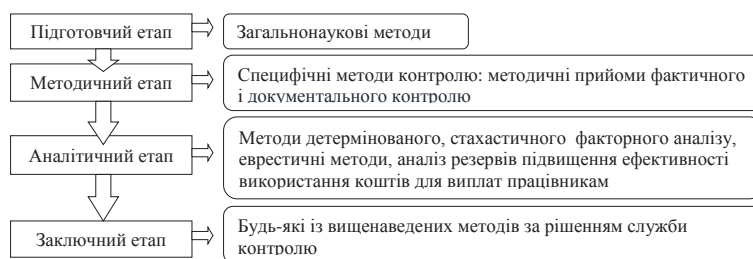 Підготовчий етап
Загальнонаукові методи
Методичний етап
Специфічні методи контролю: методичні прийоми фактичного
і документального контролю
Аналітичний етап
Методи детермінованого, стахастичного факторного аналізу,
еврестичні методи, аналіз резервів підвищення ефективності
використання коштів для виплат працівникам
Заключний етап
Будь-які із вищенаведених методів за рішенням служби
контролю